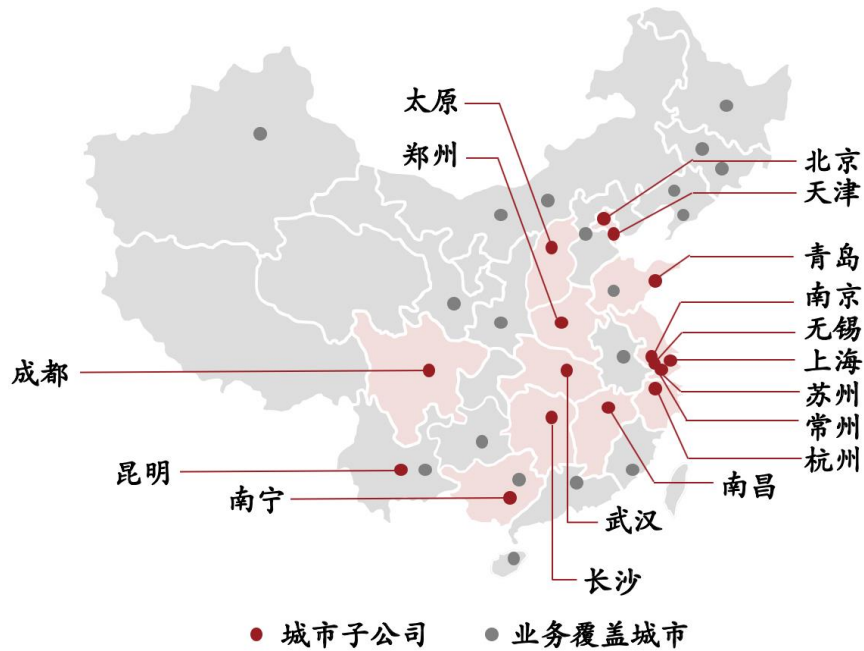 太原
郑州
北京
天津
青岛
南京
无锡
上海
苏州
常州
杭州
成都
昆明
南宁
南昌
武汉
长沙
城市子公司
业务覆盖城市